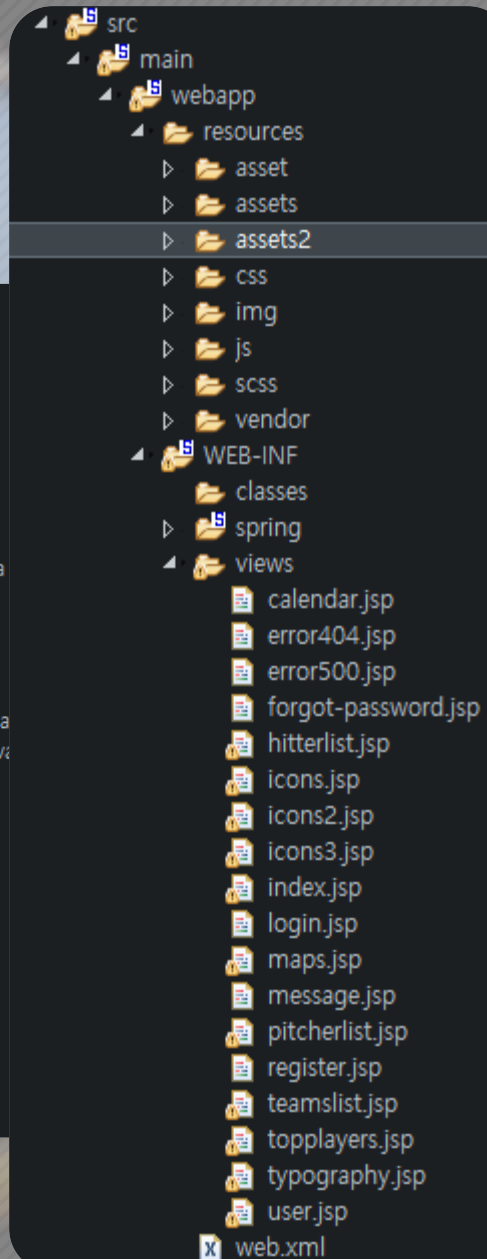 src
main
webapp
resources
asset
assets
assets2
css
img
js
scss
vendor
WEB-INF
classes
spring
views
calendar.jsp
error404.jsp
error500.jsp
forgot-password.jsp
hitterlist.jsp
icons.jsp
icons2.jsp
icons3.jsp
index.jsp
login.jsp
maps.jsp
message.jsp
pitcherlist.jsp
register.jsp
teamslist.jsp
topplayers.jsp
typography.jsp
user.jsp
web.xml